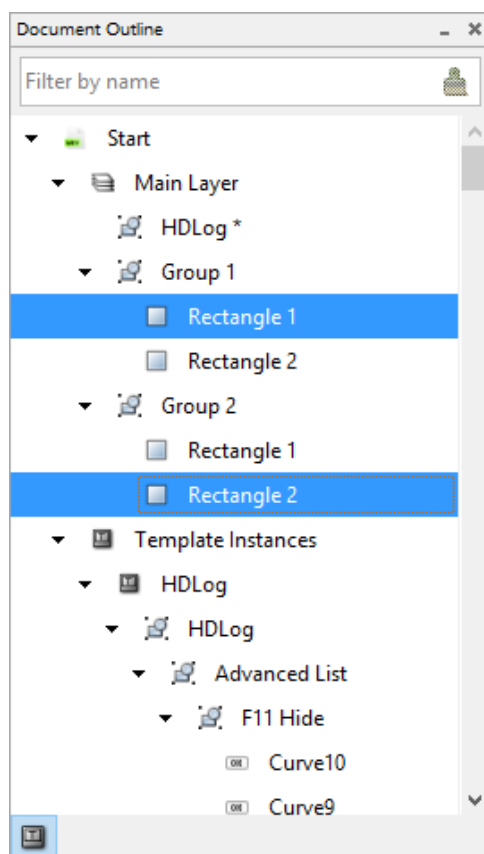 Document Outline
Filter by name
Start
Main Layer
HDLog *
Group 1
Rectangle 1
Rectangle 2
Group 2
Rectangle 1
Rectangle 2
Template Instances
HDLog
HDLog
Advanced List
F11 Hide
Curve10
Curve9